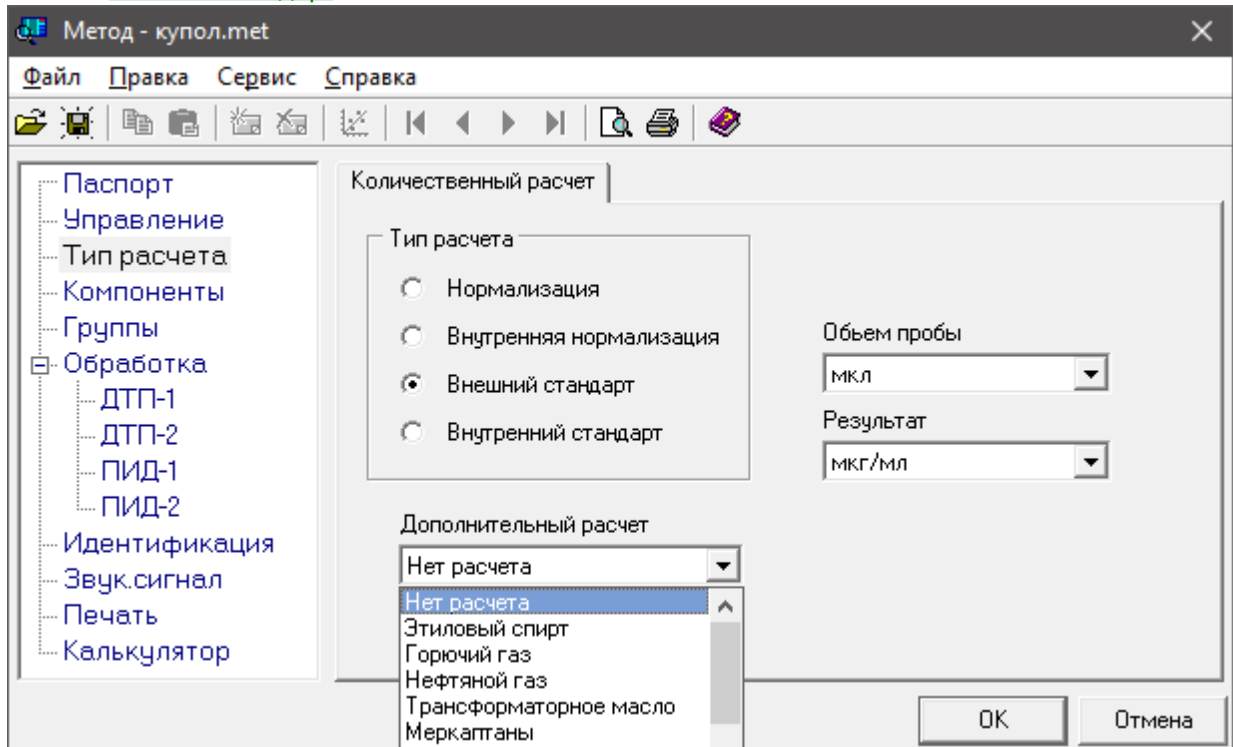 Метод - купол.met
Файл Правка Сервис Справка
Паспорт
Управление
Тип расчета
Компоненты
Группы
Обработка
ДТП-1
ДТП-2
ПИД-1
ПИД-2
Идентификация
Звук.сигнал
Печать
Калькулятор
Количественный расчет
Тип расчета
Нормализация
Внутренняя нормализация
Внешний стандарт
Внутренний стандарт
Обьем пробы
мкл
Результат
мкг/мл
Дополнительный расчет
Нет расчета
Нет расчета
Этиловый спирт
Горючий газ
Нефтяной газ
Трансформаторное масло
Меркаптаны
OK Отмена